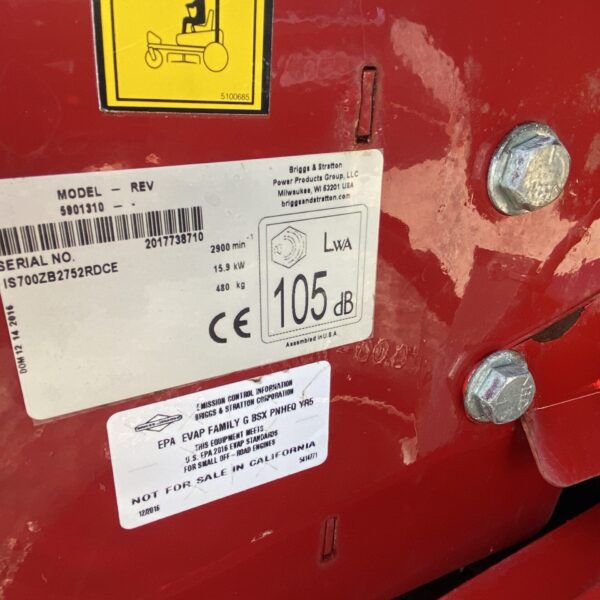 5100685
MODEL - REV
5901310 - -
2017738710
SERIAL NO.
IS700ZB2752RDCE
DOM 12 14 2016
Briggs & Stratton
Power Products Group, LLC
Milwaukee, WI 53201 USA
briggsandstratton.com
2900 min-1
15.9 kW
480 kg
CE
LWA
105 dB
Assembled in U.S.A.
EMISSION CONTROL INFORMATION
BRIGGS & STRATTON CORPORATION
EPA EVAP FAMILY G BSX PNHEQ YR5
THIS EQUIPMENT MEETS
U.S. EPA 2016 EVAP STANDARDS
FOR SMALL OFF-ROAD ENGINES
NOT FOR SALE IN CALIFORNIA
12/2016